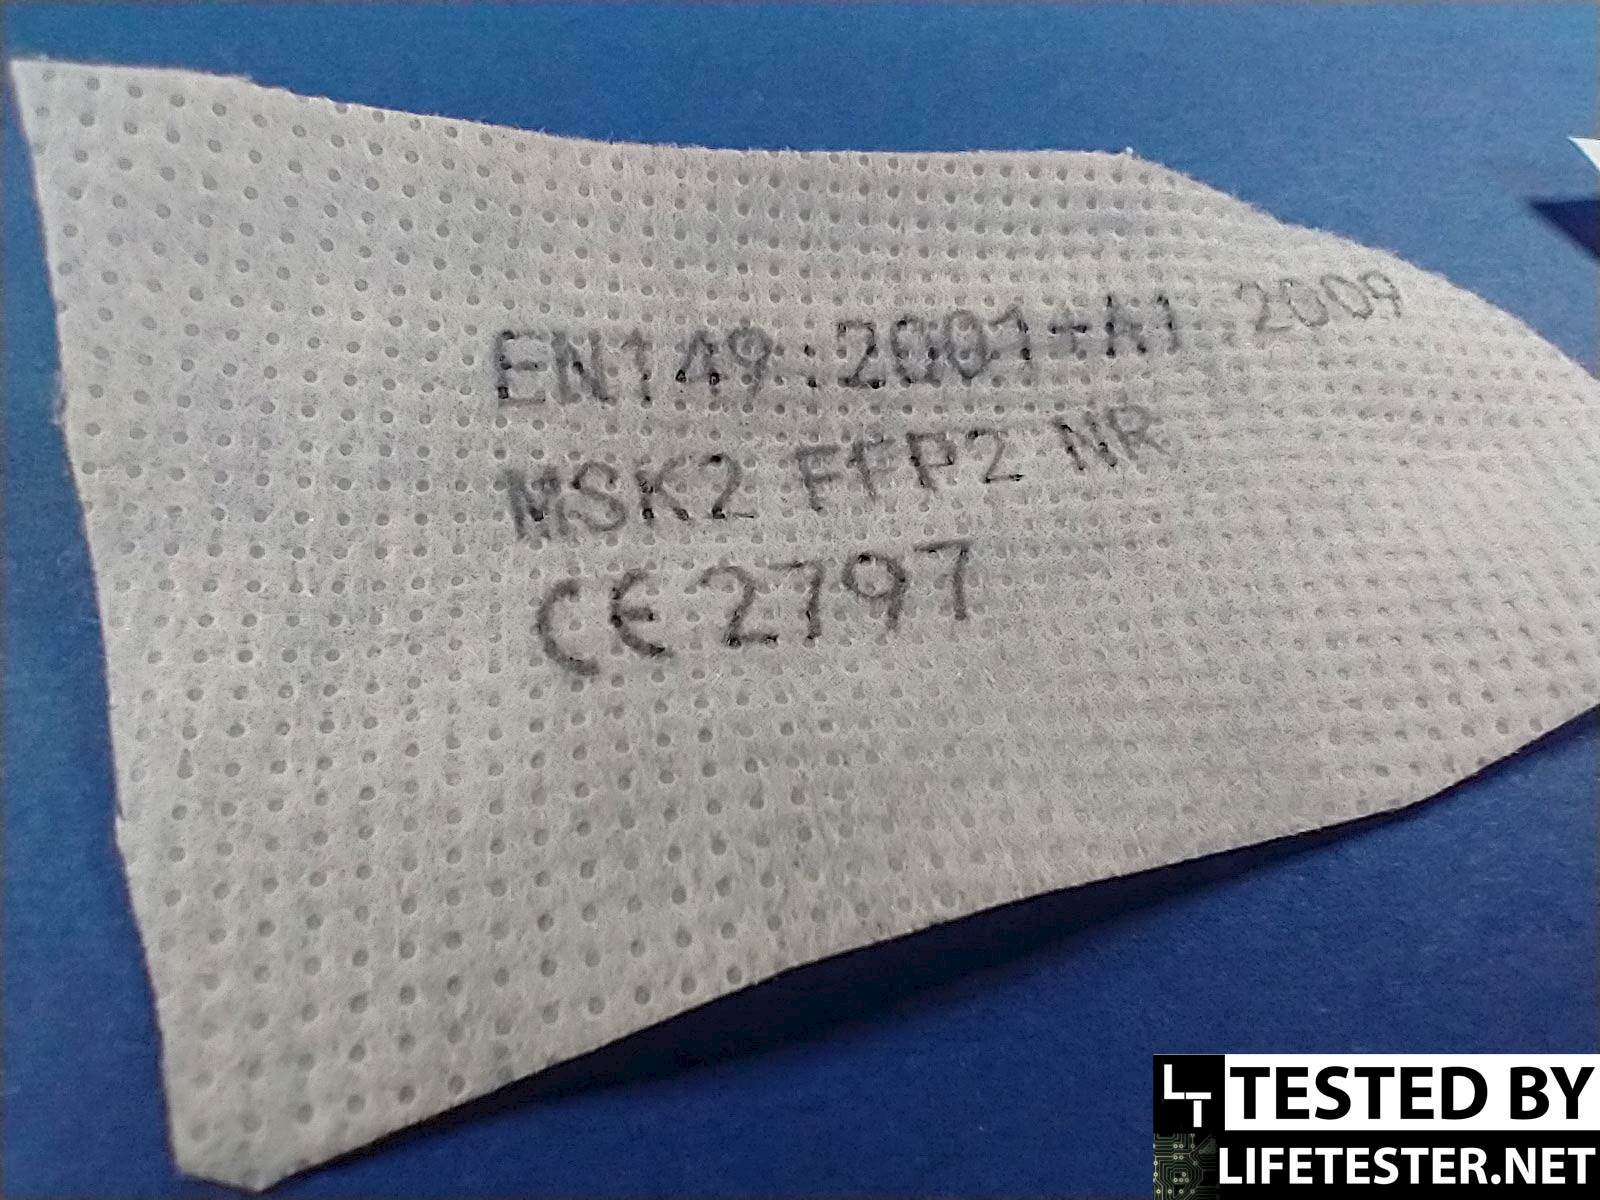 EN149:2001+A1:2009
MSK2 FFP2 NR
CE 2797
LT TESTED BY
LIFETESTER.NET